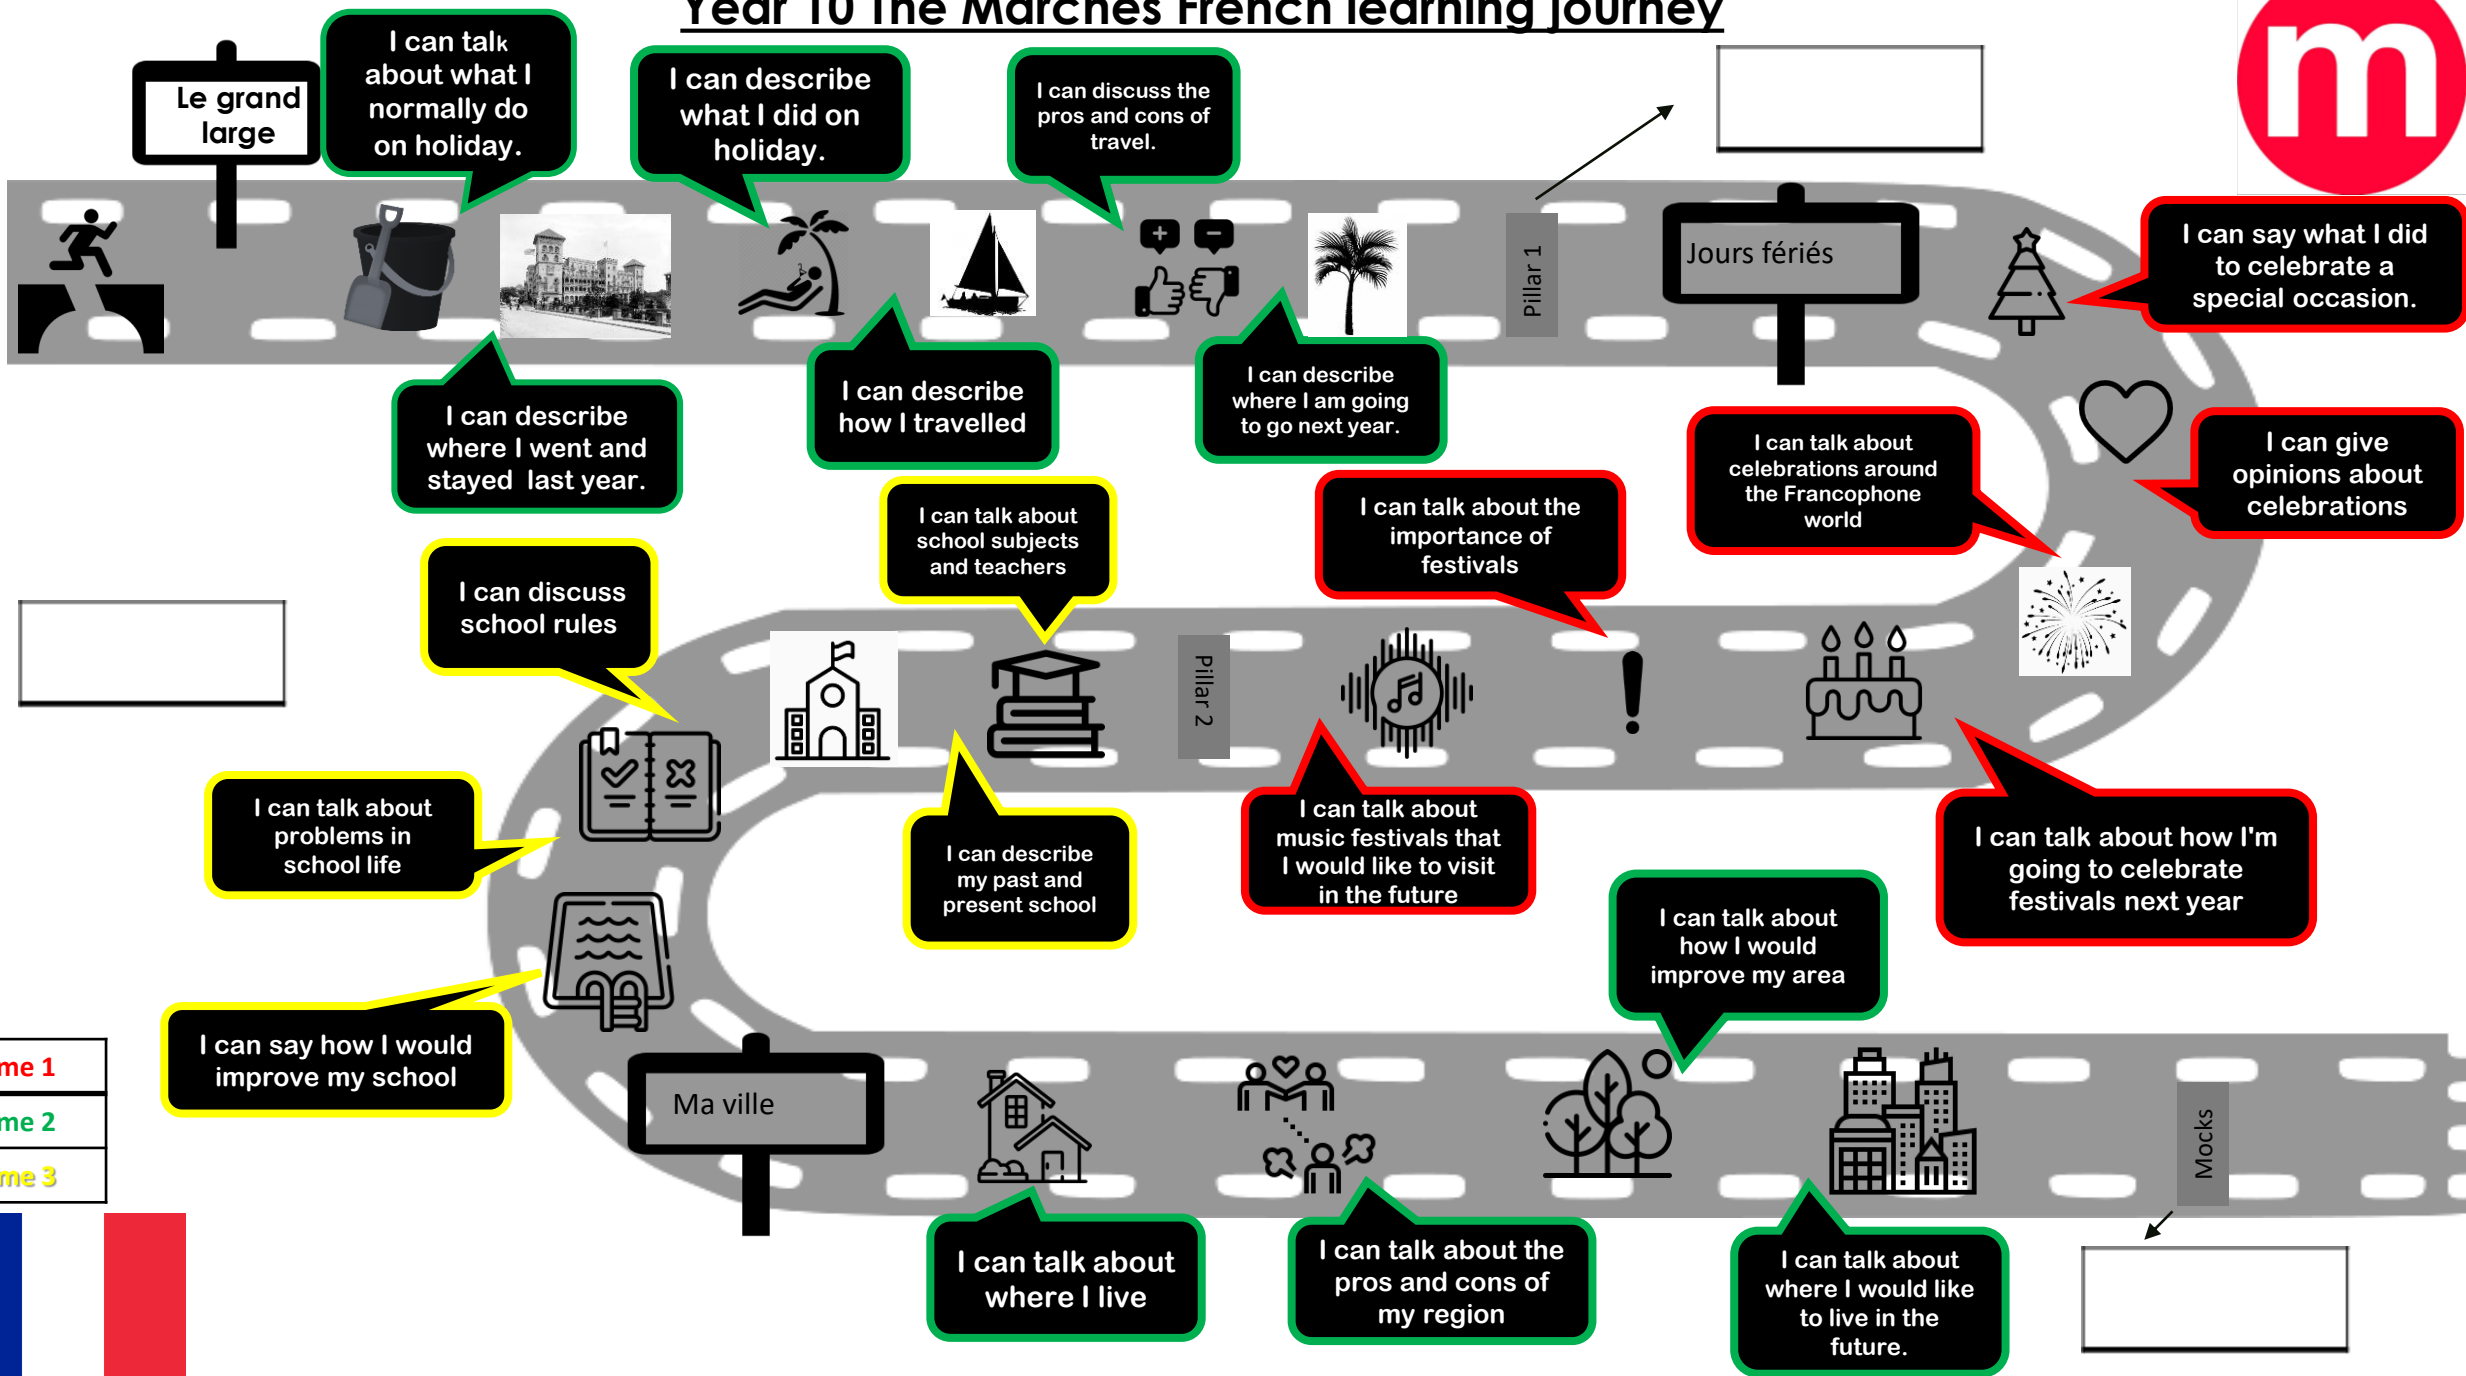 Year 10 The Marches French learning journey
m
Le grand
large
I can talk
about what I
normally do
on holiday.
I can describe
what I did on
holiday.
I can discuss the
pros and cons of
travel.
I can describe
where I went and
stayed last year.
I can describe
how I travelled
I can describe
where I am going
to go next year.
Pillar 1
Jours fériés
I can say what I did
to celebrate a
special occasion.
I can give
opinions about
celebrations
I can talk about
celebrations around
the Francophone
world
I can talk about how I'm
going to celebrate
festivals next year
I can talk about the
importance of
festivals
I can talk about
music festivals that
I would like to visit
in the future
Pillar 2
I can talk about
school subjects
and teachers
I can describe
my past and
present school
I can discuss
school rules
I can talk about
problems in
school life
I can say how I would
improve my school
me 1
me 2
me 3
Ma ville
I can talk about
where I live
I can talk about the
pros and cons of
my region
I can talk about
how I would
improve my area
I can talk about
where I would like
to live in the
future.
Mocks